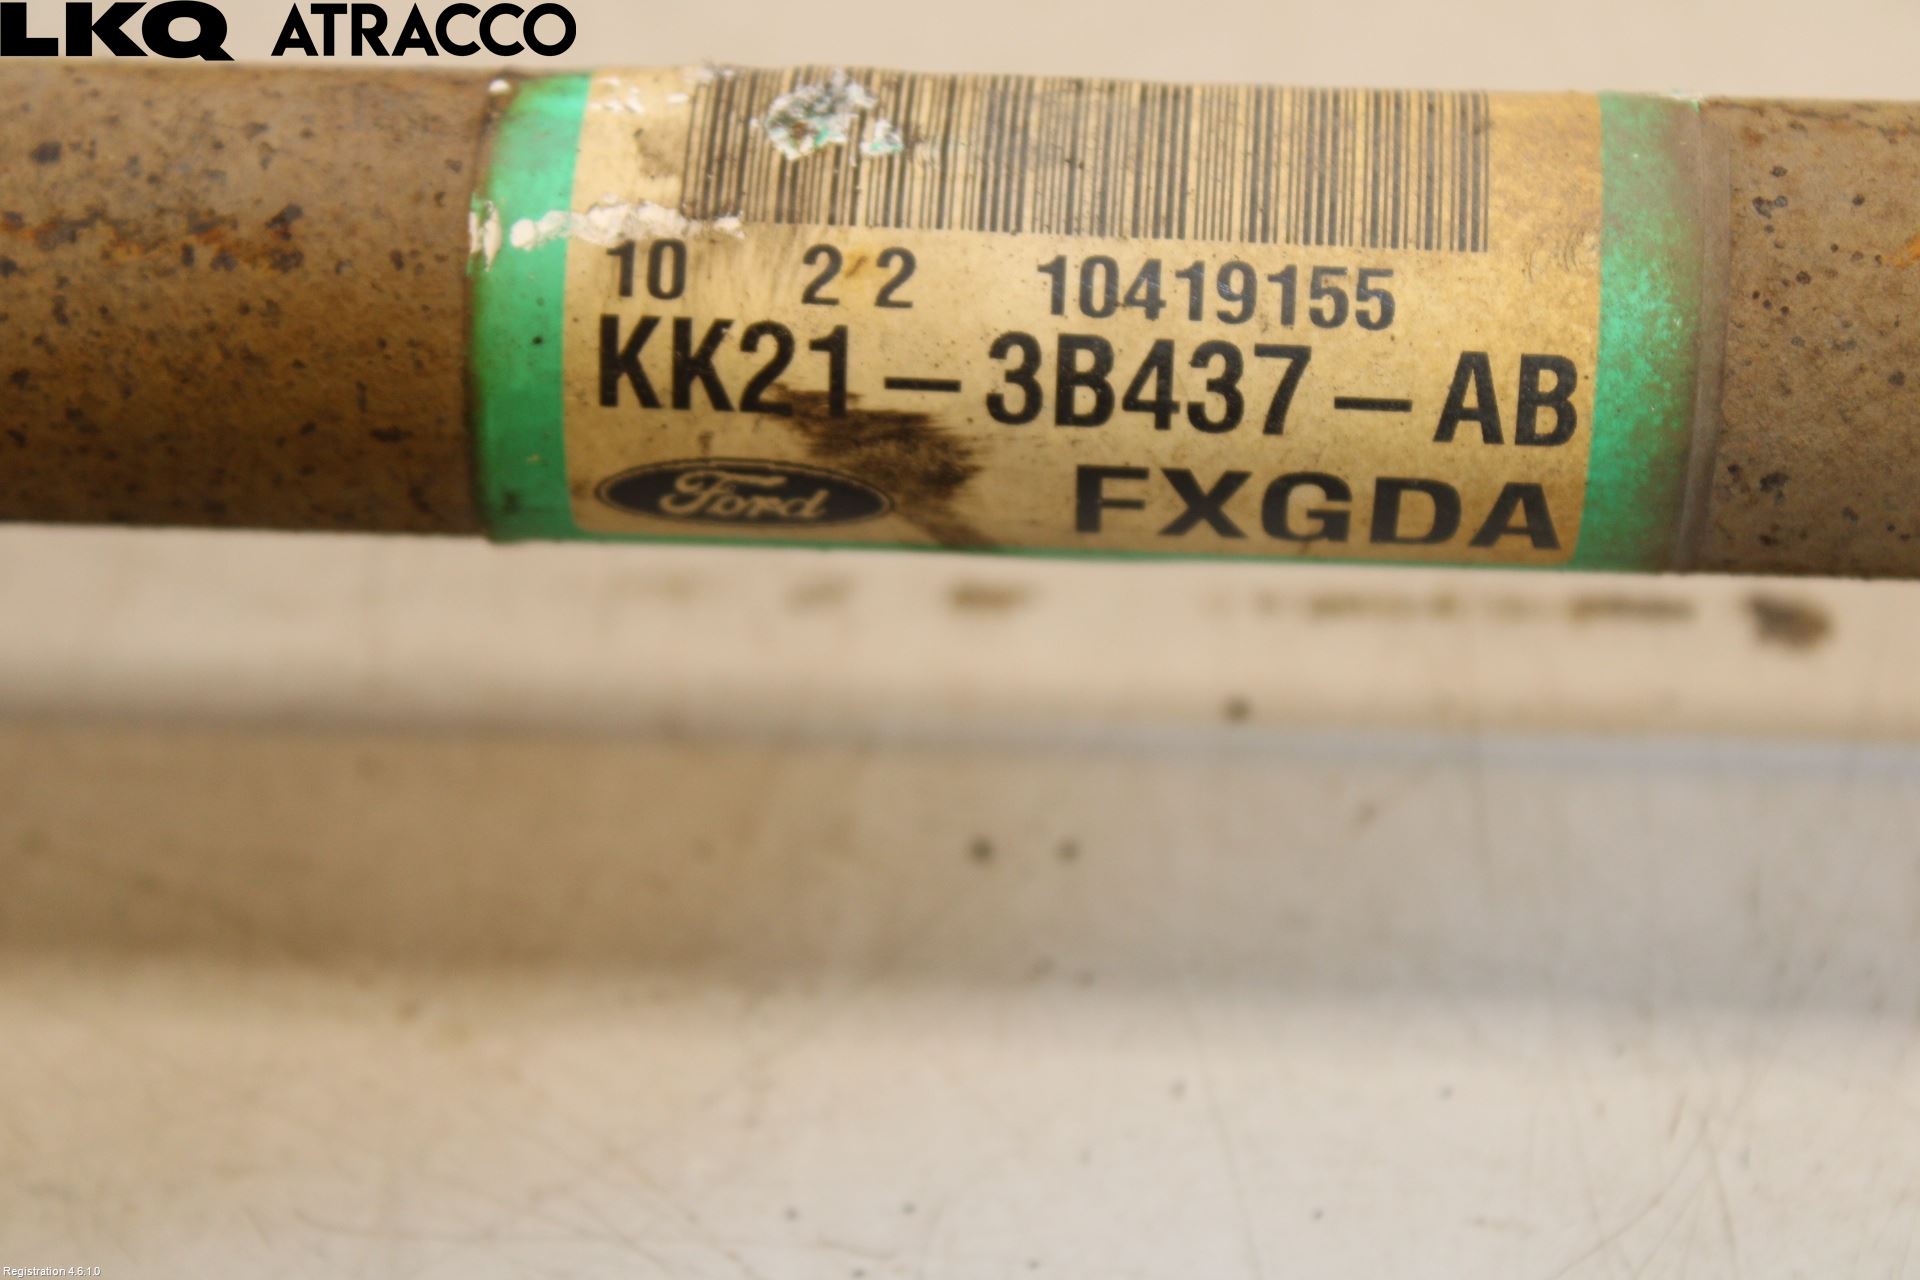 LKQ ATRACCO
10 2 2 10419155
KK21-3B437-AB
Ford FXGDA
Registration 4.6.1.0